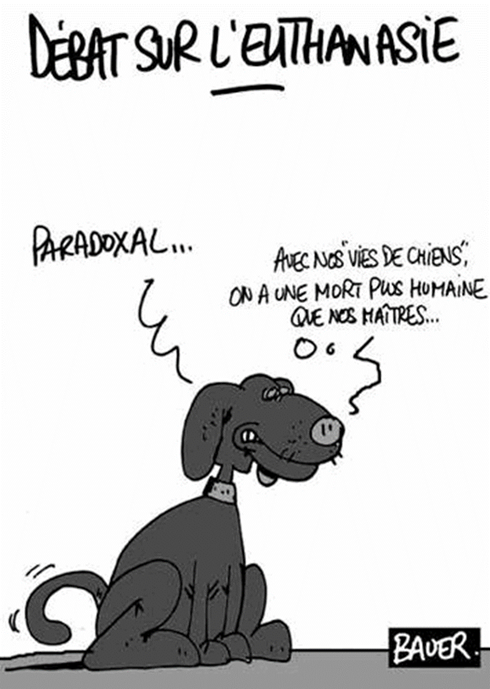 DÉBAT SUR L'EUTHANASIE
PARADOXAL...
AVEC NOS "VIES DE CHIENS",
ON A UNE MORT PLUS HUMAINE
QUE NOS MAÎTRES...
BAUER.